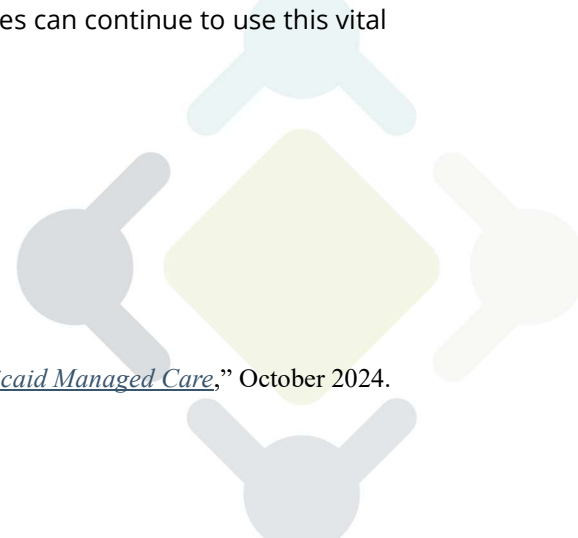 es can continue to use this vital
caid Managed Care,” October 2024.